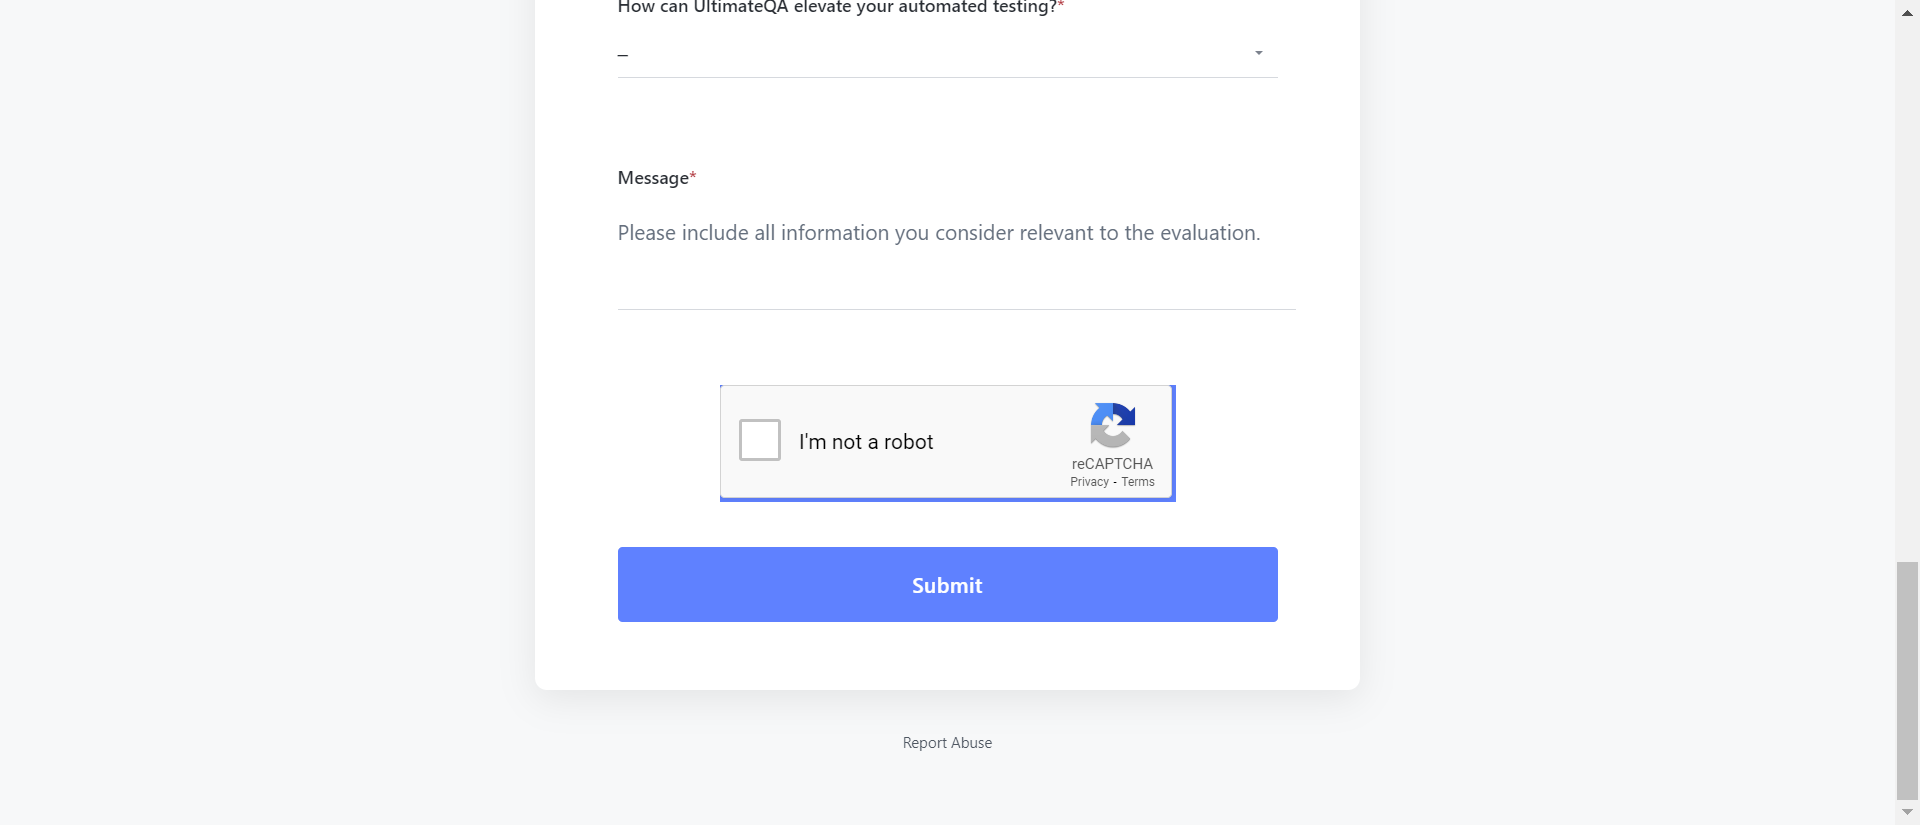 How can UltimateQA elevate your automated testing?*
–
Message*
Please include all information you consider relevant to the evaluation.
I'm not a robot
reCAPTCHA
Privacy - Terms
Submit
Report Abuse